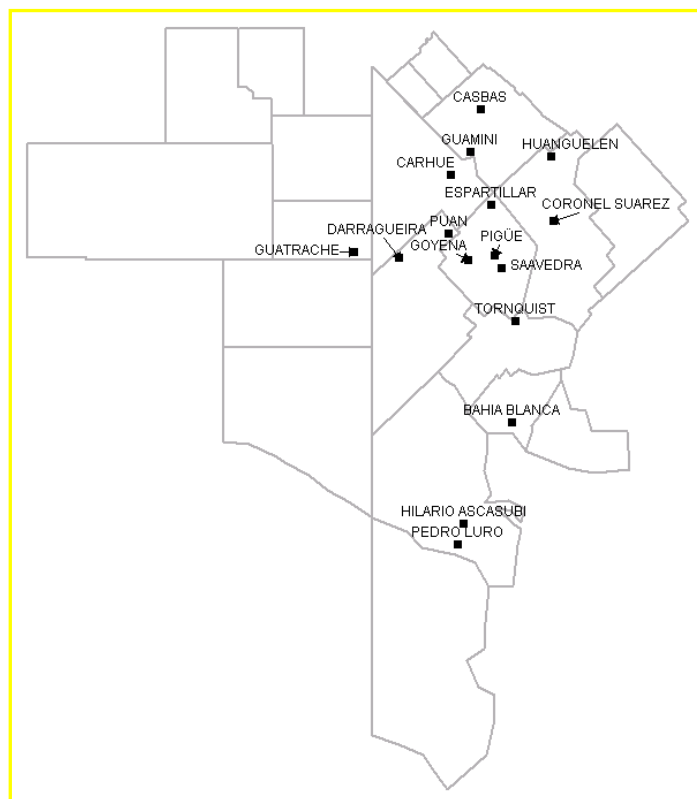 CASBAS
GUAMINI
HUANGUELEN
CARHUE
ESPARTILLAR
CORONEL SUAREZ
PUAN
DARRAGUEIRA
PIGÜE
GOYENA
GUATRACHE
SAAVEDRA
TORNQUIST
BAHIA BLANCA
HILARIO ASCASUBI
PEDRO LURO